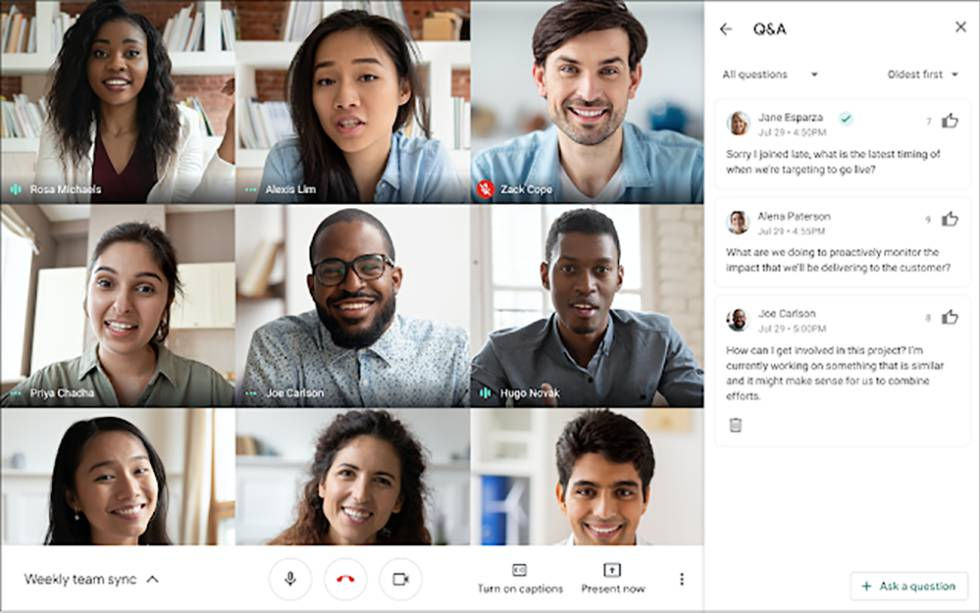 Q&A
All questions
Oldest first
Jane Esparza
7
Jul 29 • 4:50PM
Sorry I joined late, what is the latest timing of
when we're targeting to go live?
Alena Paterson
9
Jul 29 • 4:55PM
What are we doing to proactively monitor the
impact that we'll be delivering to the customer?
Joe Carlson
8
Jul 29 • 5:00PM
How can I get involved in this project? I'm
currently working on something that is similar
and it might make sense for us to combine
efforts.
Rosa Michaels
Alexis Lim
Zack Cope
Priya Chadha
Joe Carlson
Hugo Novak
Weekly team sync
Turn on captions
Present now
+ Ask a question